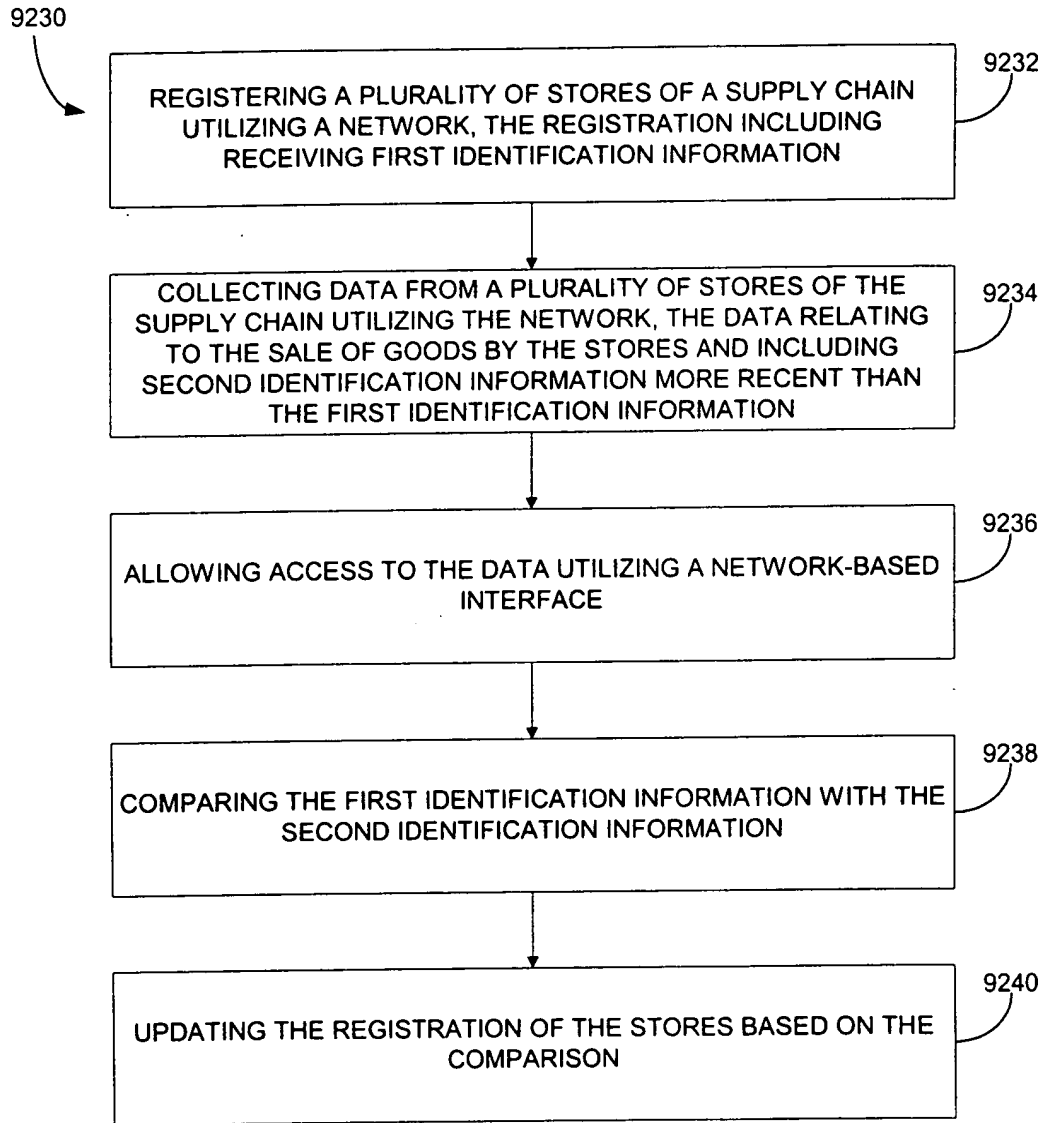 9230
9232
REGISTERING A PLURALITY OF STORES OF A SUPPLY CHAIN
UTILIZING A NETWORK, THE REGISTRATION INCLUDING
RECEIVING FIRST IDENTIFICATION INFORMATION
9234
COLLECTING DATA FROM A PLURALITY OF STORES OF THE
SUPPLY CHAIN UTILIZING THE NETWORK, THE DATA RELATING
TO THE SALE OF GOODS BY THE STORES AND INCLUDING
SECOND IDENTIFICATION INFORMATION MORE RECENT THAN
THE FIRST IDENTIFICATION INFORMATION
9236
ALLOWING ACCESS TO THE DATA UTILIZING A NETWORK-BASED
INTERFACE
9238
COMPARING THE FIRST IDENTIFICATION INFORMATION WITH THE
SECOND IDENTIFICATION INFORMATION
9240
UPDATING THE REGISTRATION OF THE STORES BASED ON THE
COMPARISON